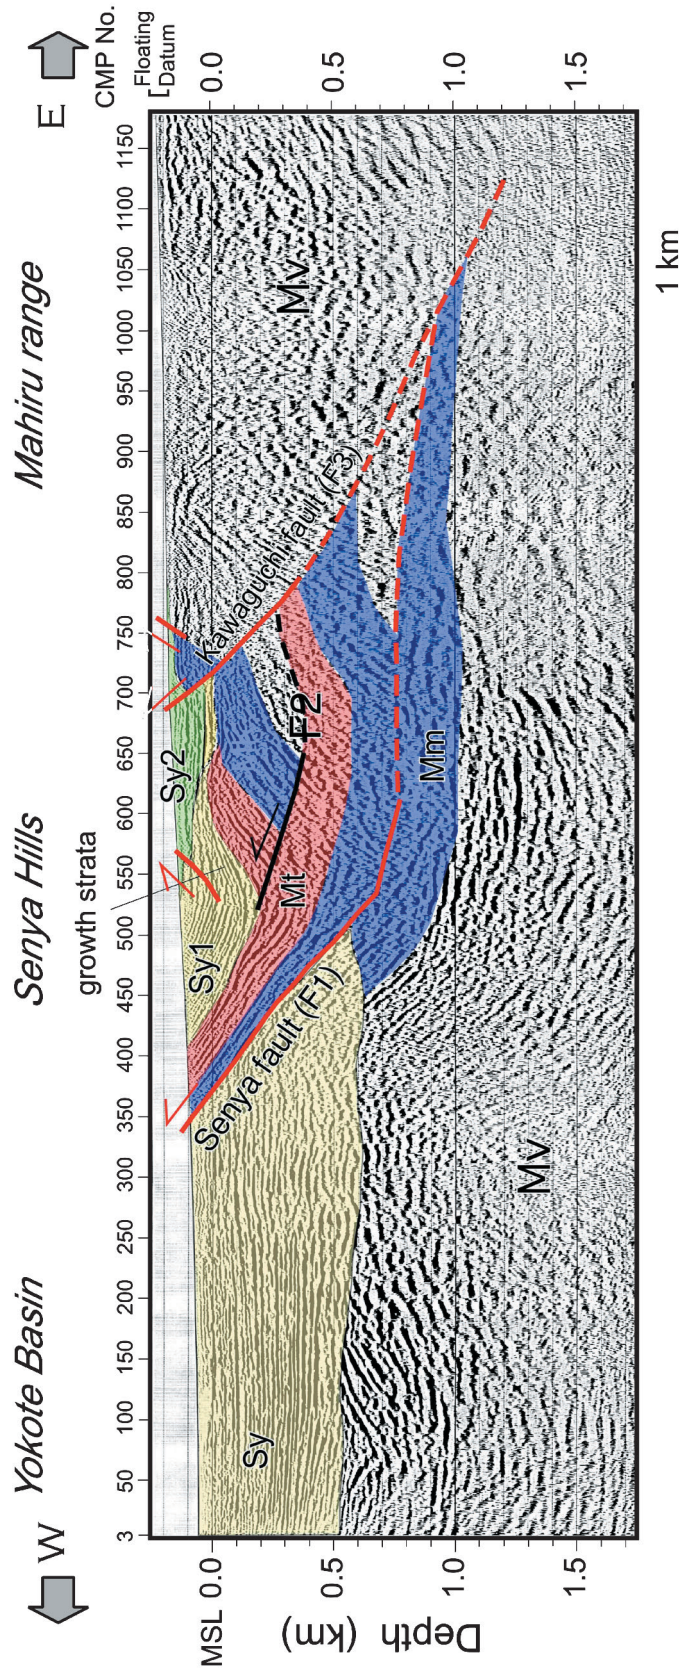 W Yokote Basin Senya Hills Mahiru range E
growth strata
CMP No.
3 50 100 150 200 250 300 350 400 450 500 550 600 650 700 750 800 850 900 950 1000 1050 1100 1150
Floating
Datum
MSL 0.0 0.0
0.5 0.5
1.0 1.0
1.5 1.5
Depth (km)
Sy
Sy1
Sy2
Mt
F2
Mm
Mv
Mv
Senya fault (F1)
Kawaguchi fault (F3)
1 km